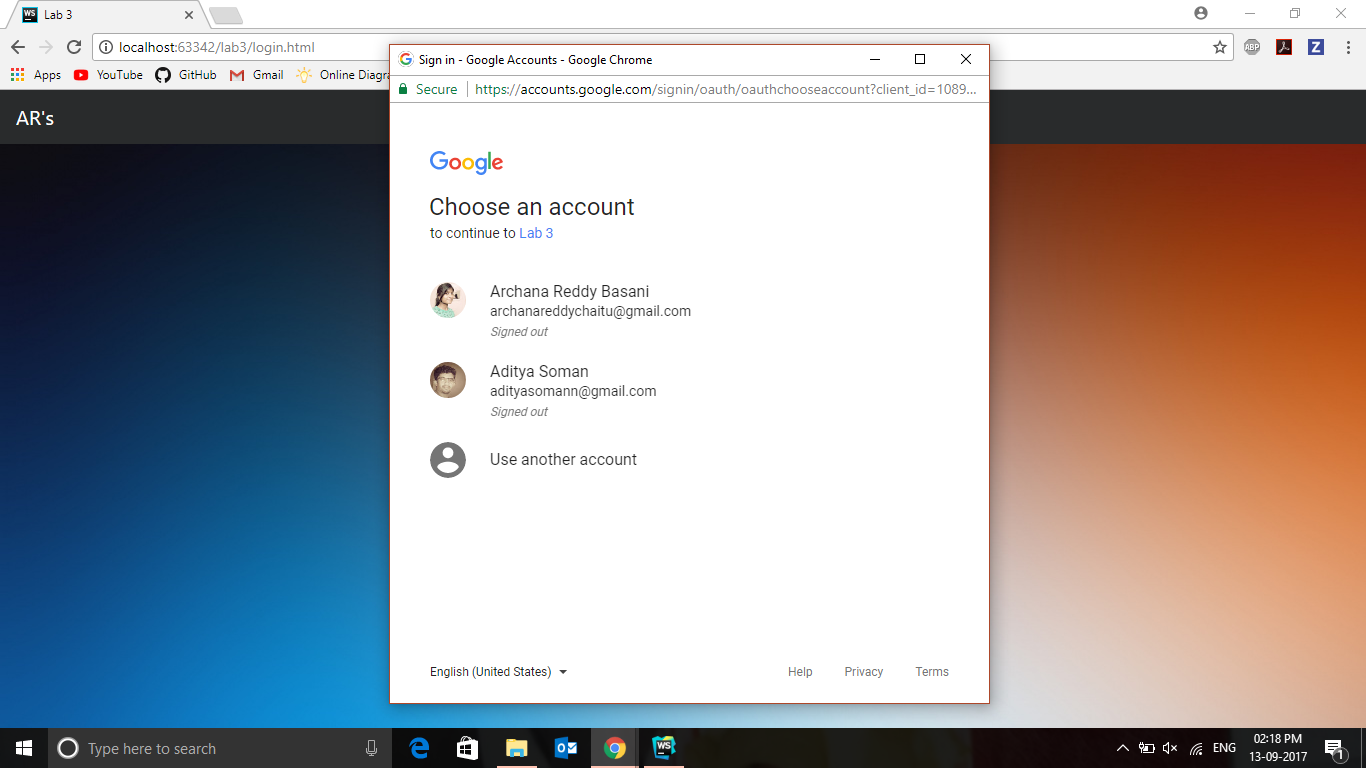 Lab 3
localhost:63342/lab3/login.html
Apps YouTube GitHub Gmail Online Diagra
AR's
Sign in - Google Accounts - Google Chrome
Secure https://accounts.google.com/signin/oauth/oauthchooseaccount?client_id=1089...
Google
Choose an account
to continue to Lab 3
Archana Reddy Basani
archanareddychaitu@gmail.com
Signed out
Aditya Soman
adityasomann@gmail.com
Signed out
Use another account
English (United States) Help Privacy Terms
Type here to search
ENG
02:18 PM
13-09-2017
1
WS
WS
ABP
Z